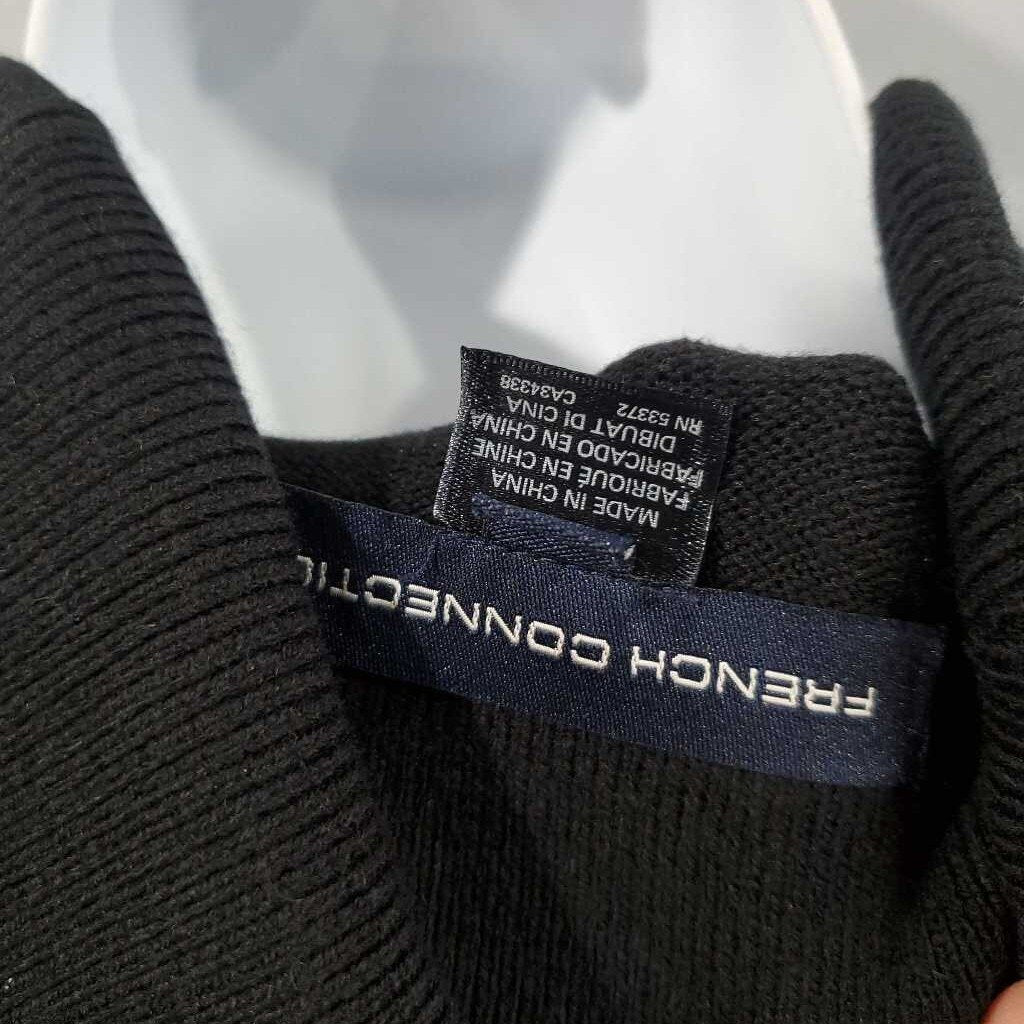 FRENCH CONNECTI
MADE IN CHINA
FABRIQUÉ EN CHINE
FABRICADO EN CHINA
DIBUAT DI CINA
RN 53372 CA34338